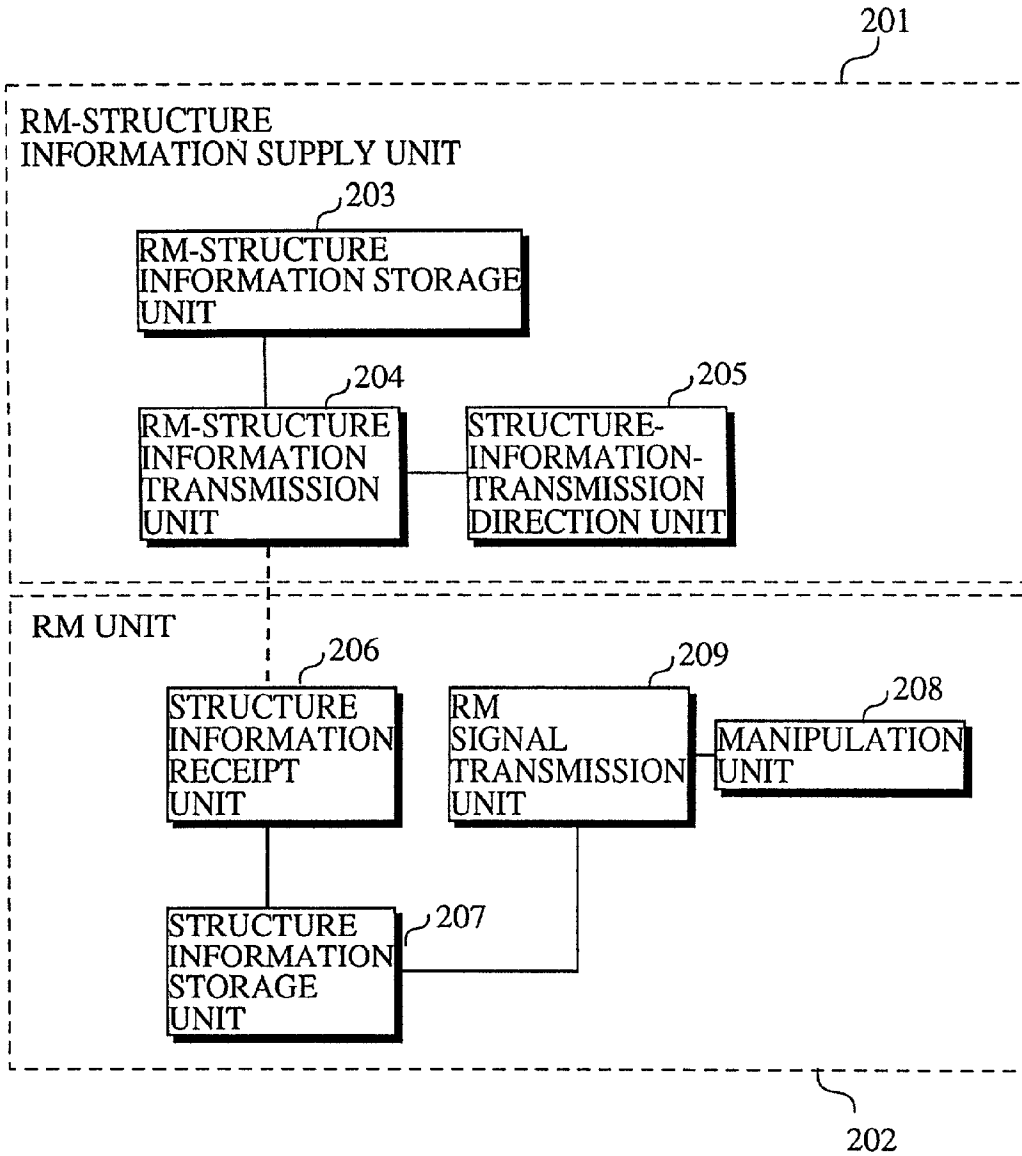 201
RM-STRUCTURE
INFORMATION SUPPLY UNIT
203
RM-STRUCTURE
INFORMATION STORAGE
UNIT
204
RM-STRUCTURE
INFORMATION
TRANSMISSION
UNIT
205
STRUCTURE-
INFORMATION-
TRANSMISSION
DIRECTION UNIT
RM UNIT
206
STRUCTURE
INFORMATION
RECEIPT
UNIT
209
RM
SIGNAL
TRANSMISSION
UNIT
208
MANIPULATION
UNIT
207
STRUCTURE
INFORMATION
STORAGE
UNIT
202